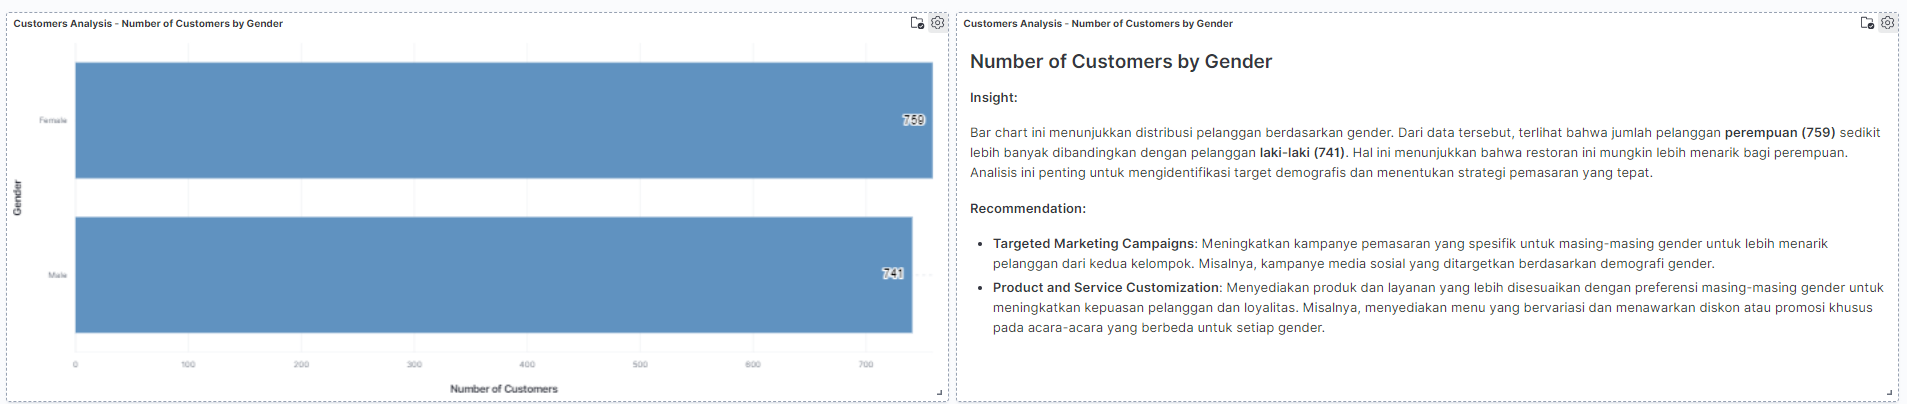 Customers Analysis - Number of Customers by Gender
Female
759
Male
741
Gender
0 100 200 300 400 500 600 700
Number of Customers
Customers Analysis - Number of Customers by Gender
Number of Customers by Gender
Insight:
Bar chart ini menunjukkan distribusi pelanggan berdasarkan gender. Dari data tersebut, terlihat bahwa jumlah pelanggan perempuan (759) sedikit
lebih banyak dibandingkan dengan pelanggan laki-laki (741). Hal ini menunjukkan bahwa restoran ini mungkin lebih menarik bagi perempuan.
Analisis ini penting untuk mengidentifikasi target demografis dan menentukan strategi pemasaran yang tepat.
Recommendation:
• Targeted Marketing Campaigns: Meningkatkan kampanye pemasaran yang spesifik untuk masing-masing gender untuk lebih menarik
pelanggan dari kedua kelompok. Misalnya, kampanye media sosial yang ditargetkan berdasarkan demografi gender.
• Product and Service Customization: Menyediakan produk dan layanan yang lebih disesuaikan dengan preferensi masing-masing gender untuk
meningkatkan kepuasan pelanggan dan loyalitas. Misalnya, menyediakan menu yang bervariasi dan menawarkan diskon atau promosi khusus
pada acara-acara yang berbeda untuk setiap gender.